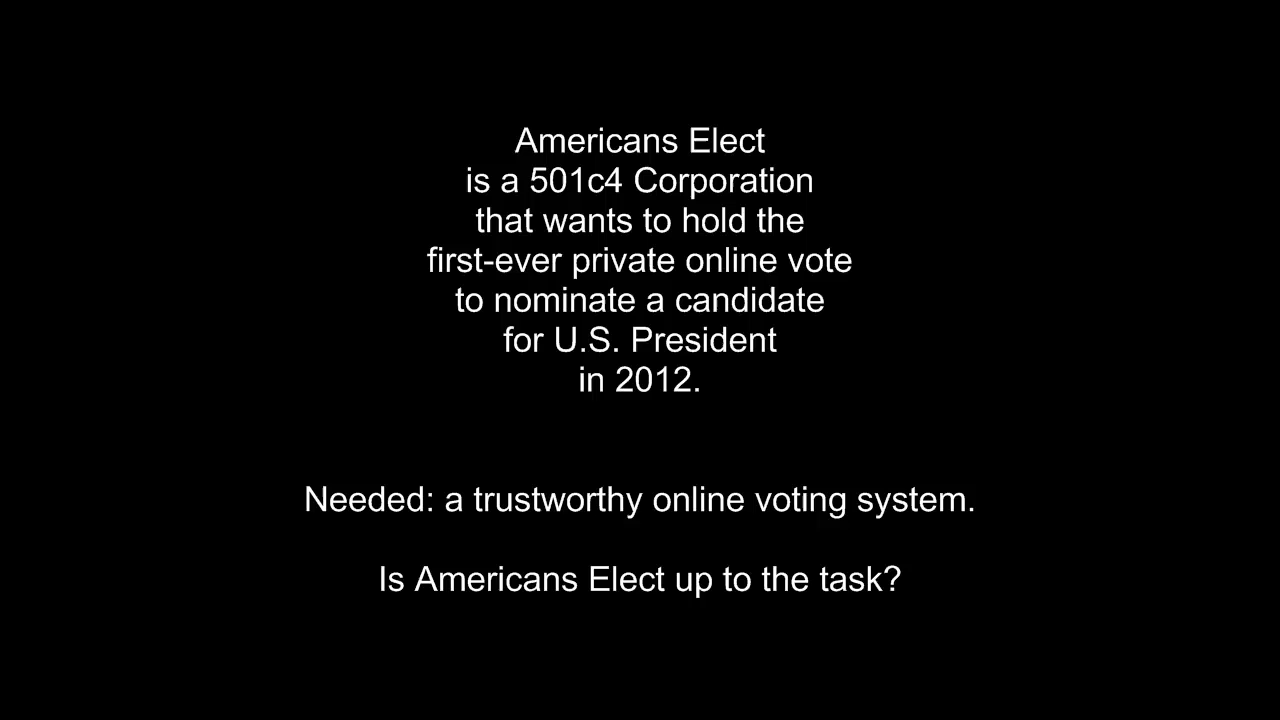 Americans Elect
is a 501c4 Corporation
that wants to hold the
first-ever private online vote
to nominate a candidate
for U.S. President
in 2012.
Needed: a trustworthy online voting system.
Is Americans Elect up to the task?